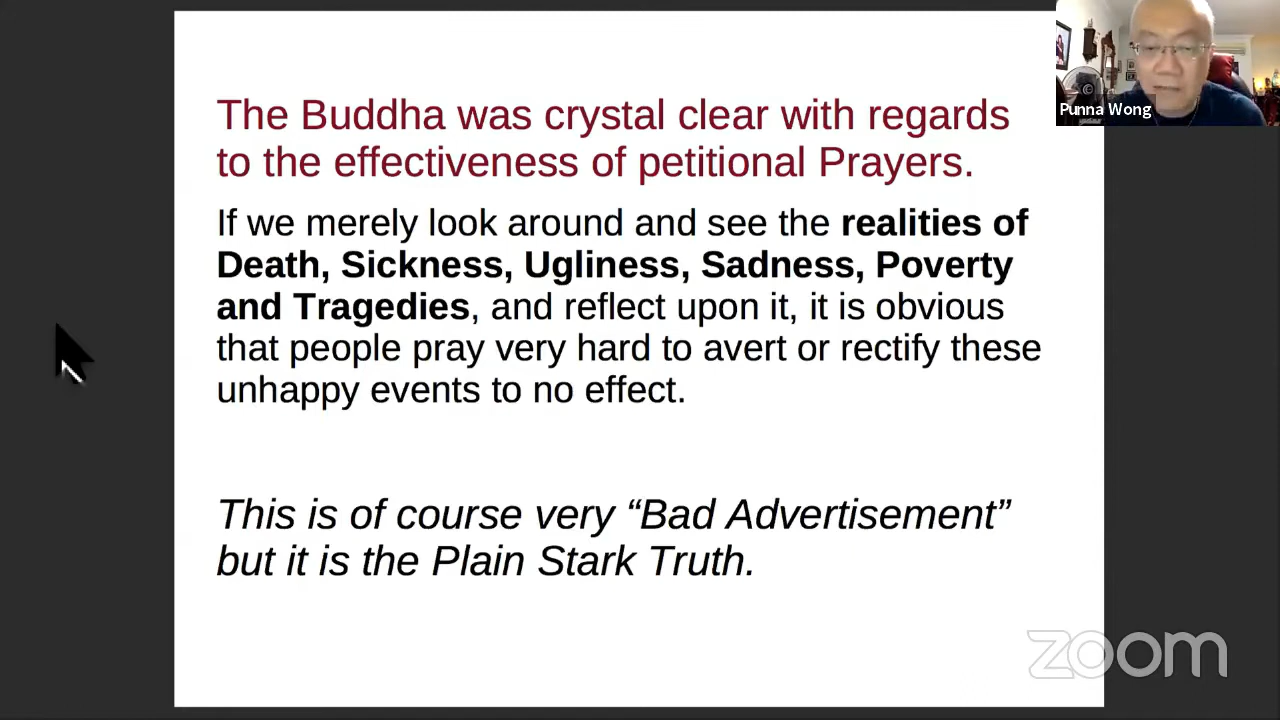 The Buddha was crystal clear with regards
to the effectiveness of petitional Prayers.
If we merely look around and see the realities of
Death, Sickness, Ugliness, Sadness, Poverty
and Tragedies, and reflect upon it, it is obvious
that people pray very hard to avert or rectify these
unhappy events to no effect.
This is of course very “Bad Advertisement”
but it is the Plain Stark Truth.
Punna Wong
zoom